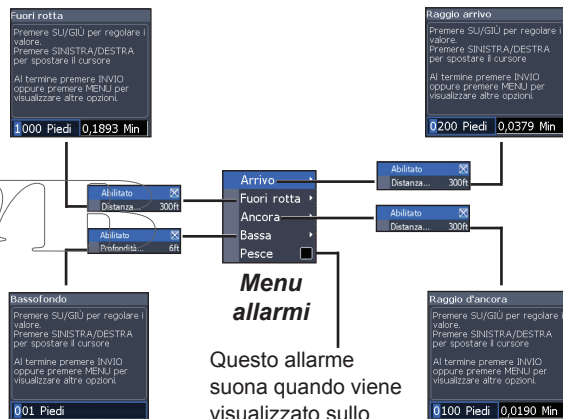 Fuori rotta
Premere SU/GIÙ per regolare i
valore.
Premere SINISTRA/DESTRA
per spostare il cursore
Al termine premere INVIO
oppure premere MENU per
visualizzare altre opzioni.
1000 Piedi 0,1893 Min
Raggio arrivo
Premere SU/GIÙ per regolare i
valore.
Premere SINISTRA/DESTRA
per spostare il cursore
Al termine premere INVIO
oppure premere MENU per
visualizzare altre opzioni.
0200 Piedi 0,0379 Min
Abilitato
Distanza... 300ft
Abilitato
Profondità... 6ft
Arrivo
Fuori rotta
Ancora
Bassa
Pesce
Abilitato
Distanza... 300ft
Abilitato
Distanza... 300ft
Menu
allarmi
Bassofondo
Premere SU/GIÙ per regolare i
valore.
Premere SINISTRA/DESTRA
per spostare il cursore
Al termine premere INVIO
oppure premere MENU per
visualizzare altre opzioni.
001 Piedi
Questo allarme
suona quando viene
visualizzato sullo
Raggio d'ancora
Premere SU/GIÙ per regolare i
valore.
Premere SINISTRA/DESTRA
per spostare il cursore
Al termine premere INVIO
oppure premere MENU per
visualizzare altre opzioni.
0100 Piedi 0,0190 Min